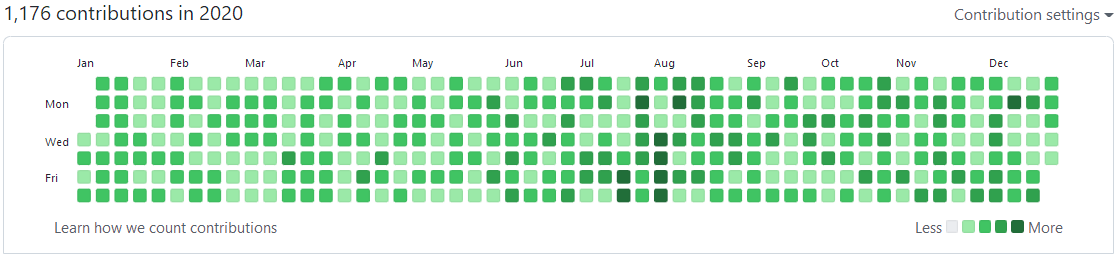 1,176 contributions in 2020
Contribution settings
Jan Feb Mar Apr May Jun Jul Aug Sep Oct Nov Dec
Mon
Wed
Fri
Learn how we count contributions
Less More